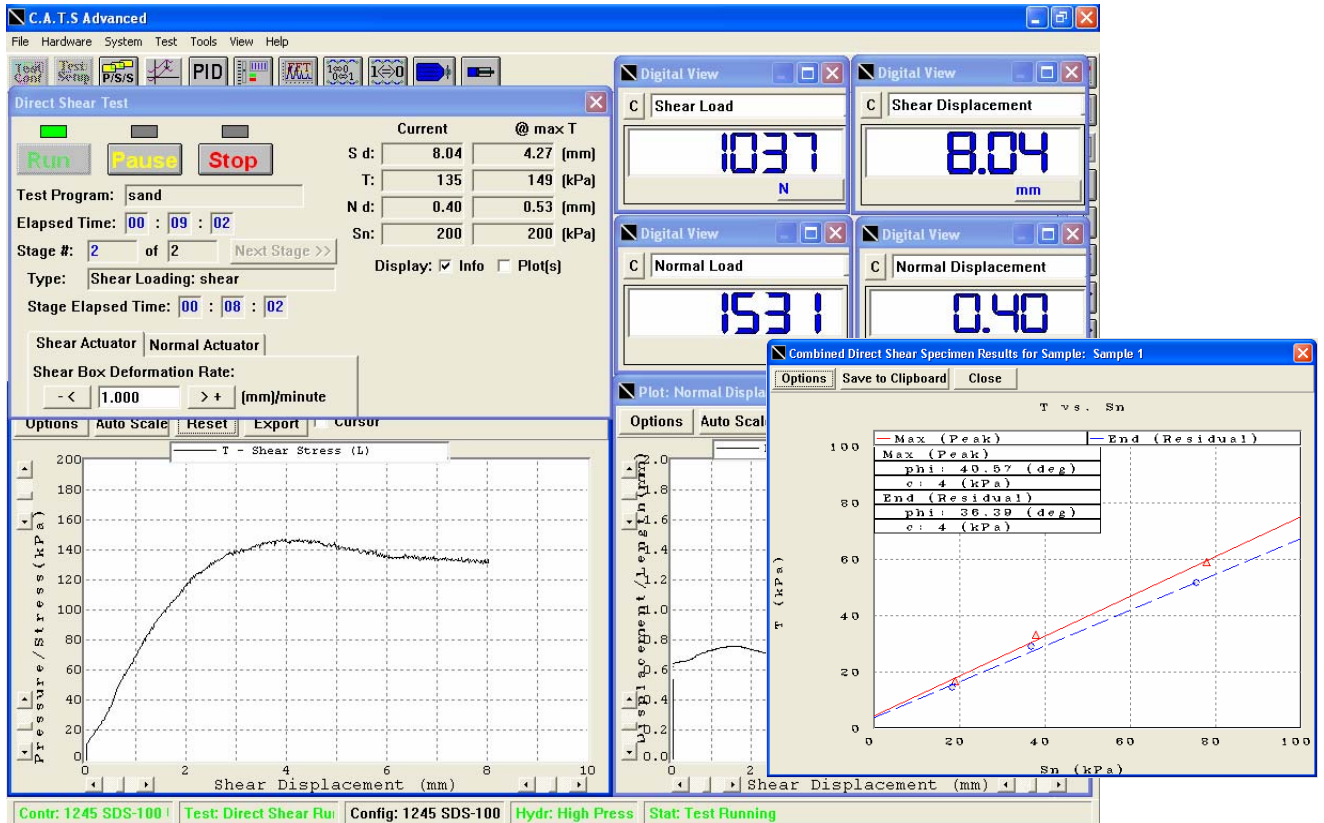 C.A.T.S Advanced
File Hardware System Test Tools View Help
Test Conf Test Setup P/S/S PID
Direct Shear Test
Run Pause Stop
Test Program: sand
Elapsed Time: 00 : 09 : 02
Stage #: 2 of 2 Next Stage >>
Type: Shear Loading: shear
Stage Elapsed Time: 00 : 08 : 02
Shear Actuator Normal Actuator
Shear Box Deformation Rate:
- < 1.000 > + (mm)/minute
Current @ max T
S d: 8.04 4.27 (mm)
T: 135 149 (kPa)
N d: 0.40 0.53 (mm)
Sn: 200 200 (kPa)
Display: Info Plot(s)
Digital View
C Shear Load
1037
N
Digital View
C Shear Displacement
8.04
mm
Digital View
C Normal Load
1531
Digital View
C Normal Displacement
0.40
Options Auto Scale Reset Export Cursor
T - Shear Stress (L)
Pressure/Stress(kPa)
200
180
160
140
120
100
80
60
40
20
0
0 2 4 6 8 10
Shear Displacement (mm)
Plot: Normal Displa
Options Auto Scal
Displacement/Length(mm)
2.0
1.8
1.6
1.4
1.2
1.0
0.8
0.6
0.4
0.2
0.0
0 2
Shear Displacement (mm)
Combined Direct Shear Specimen Results for Sample: Sample 1
Options Save to Clipboard Close
T vs. Sn
Max (Peak) End (Residual)
Max (Peak)
phi: 40.57 (deg)
c: 4 (kPa)
End (Residual)
phi: 36.39 (deg)
c: 4 (kPa)
T (kPa)
100
80
60
40
20
0
0 20 40 60 80 100
Sn (kPa)
Contr: 1245 SDS-100 Test: Direct Shear Ru Config: 1245 SDS-100 Hydr: High Press Stat: Test Running